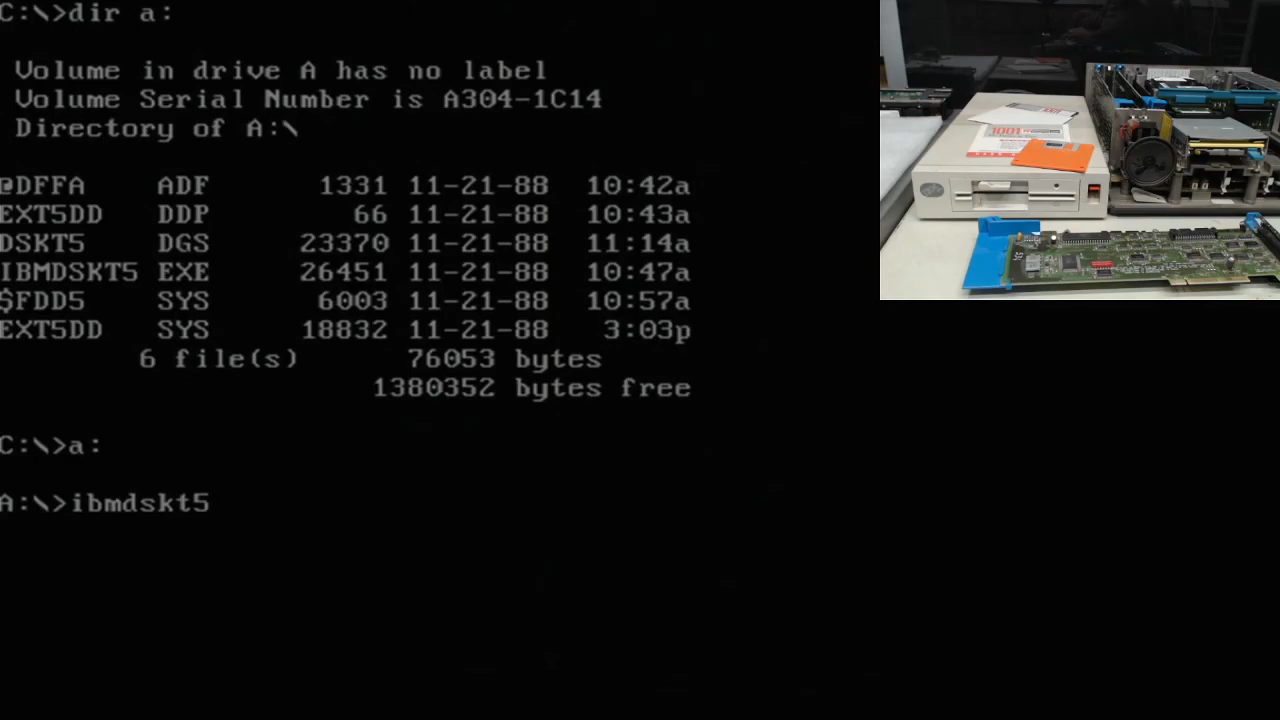 C:\>dir a:
Volume in drive A has no label
Volume Serial Number is A304-1C14
Directory of A:\
@DFFA ADF 1331 11-21-88 10:42a
EXT5DD DDP 66 11-21-88 10:43a
DSKT5 DGS 23370 11-21-88 11:14a
IBMDSKT5 EXE 26451 11-21-88 10:47a
$FDD5 SYS 6003 11-21-88 10:57a
EXT5DD SYS 18832 11-21-88 3:03p
6 file(s) 76053 bytes
1380352 bytes free
C:\>a:
A:\>ibmdskt5